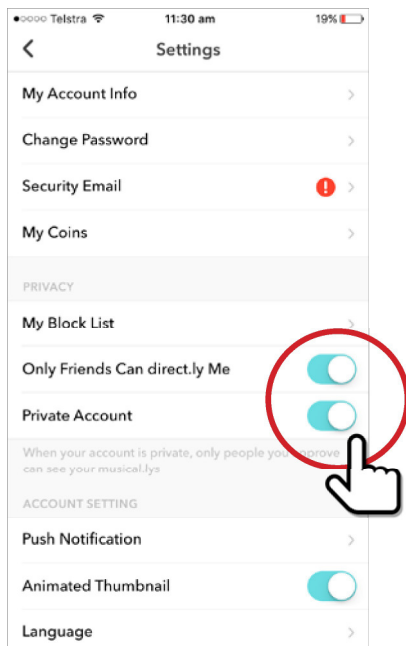 Telstra 11:30 am 19%
Settings
My Account Info
Change Password
Security Email
My Coins
PRIVACY
My Block List
Only Friends Can direct.ly Me
Private Account
When your account is private, only people you approve
can see your musical.lys
ACCOUNT SETTING
Push Notification
Animated Thumbnail
Language